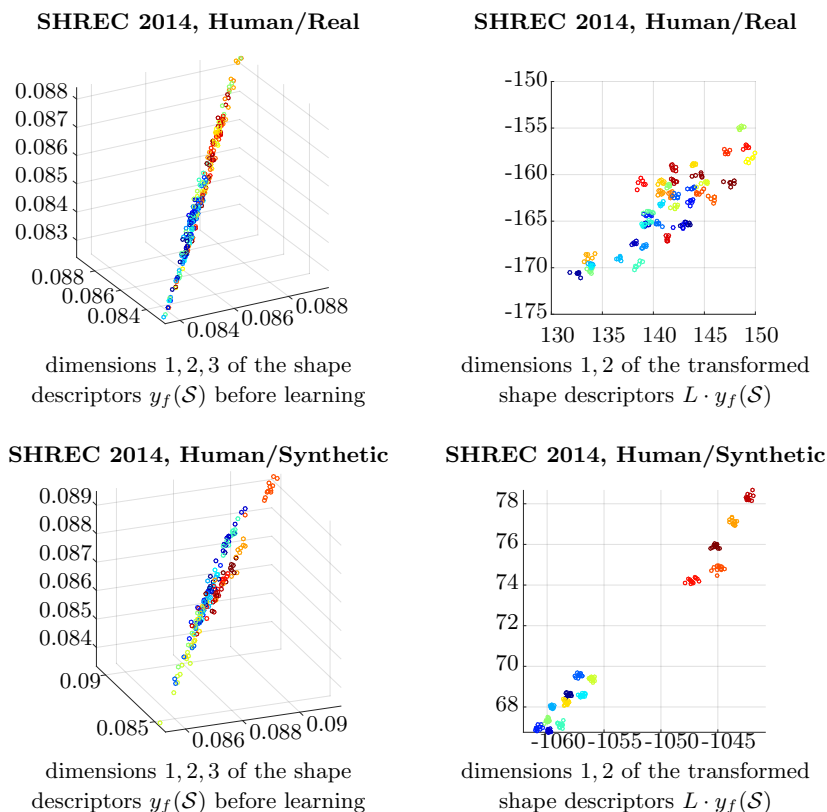 SHREC 2014, Human/Real
0.088
0.087
0.086
0.085
0.084
0.083
0.088
0.086
0.084
0.084
0.086
0.088
dimensions 1, 2, 3 of the shape
descriptors y_f(𝒮) before learning
SHREC 2014, Human/Real
-150
-155
-160
-165
-170
-175
130 135 140 145 150
dimensions 1, 2 of the transformed
shape descriptors L · y_f(𝒮)
SHREC 2014, Human/Synthetic
0.089
0.088
0.087
0.086
0.085
0.084
0.09
0.085
0.086
0.088
0.09
dimensions 1, 2, 3 of the shape
descriptors y_f(𝒮) before learning
SHREC 2014, Human/Synthetic
78
76
74
72
70
68
-1060 -1055 -1050 -1045
dimensions 1, 2 of the transformed
shape descriptors L · y_f(𝒮)